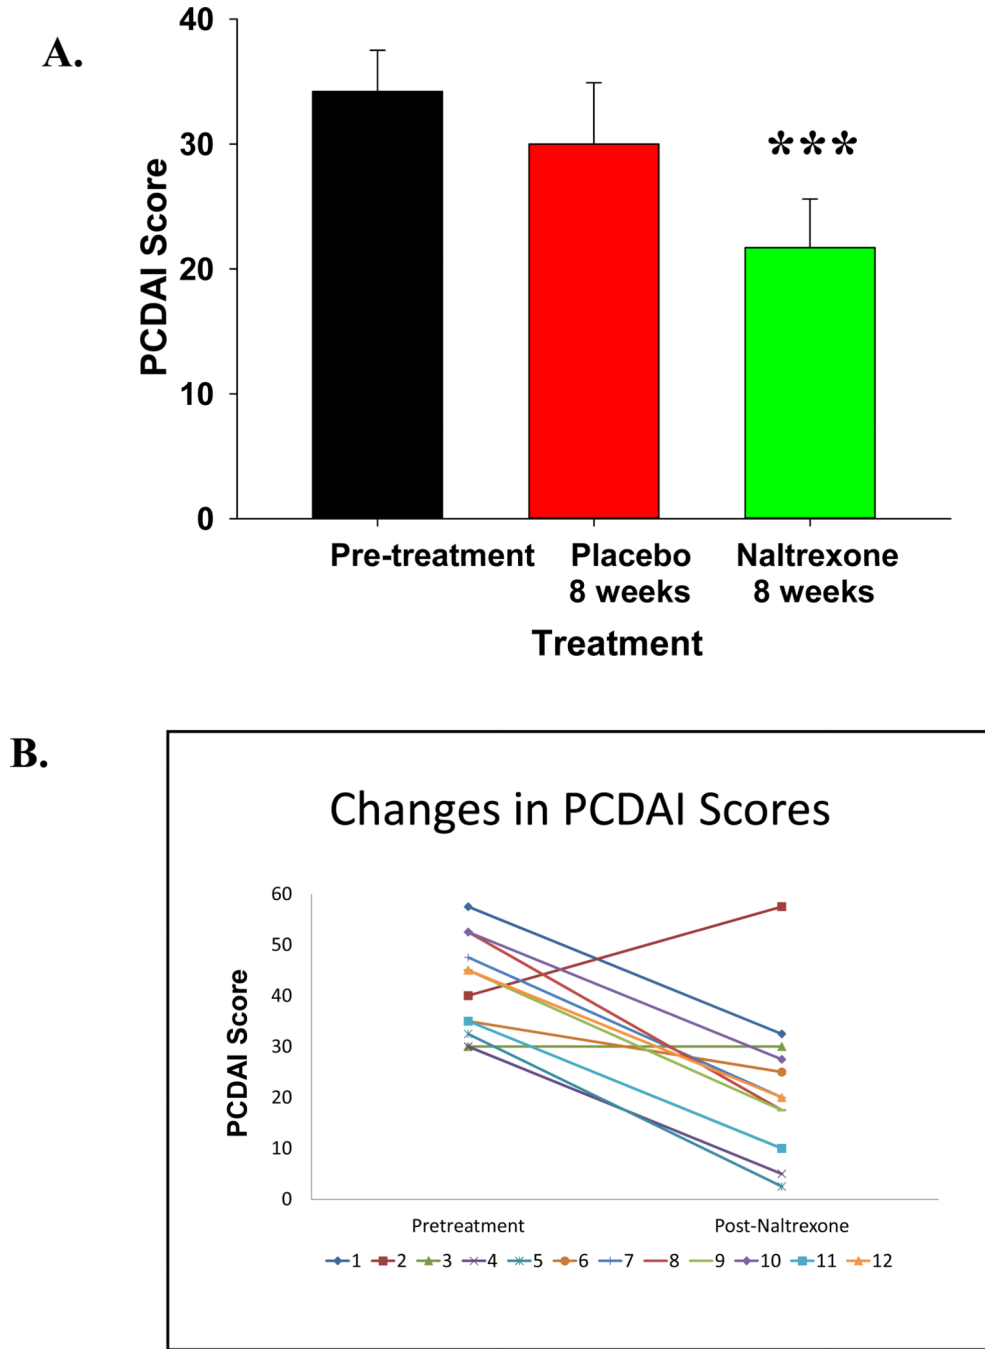 A.
40
30
20
10
0
PCDAI Score
***
Pre-treatment Placebo Naltrexone
8 weeks 8 weeks
Treatment
B.
Changes in PCDAI Scores
60
50
40
30
20
10
0
PCDAI Score
Pretreatment Post-Naltrexone
1 2 3 4 5 6 7 8 9 10 11 12